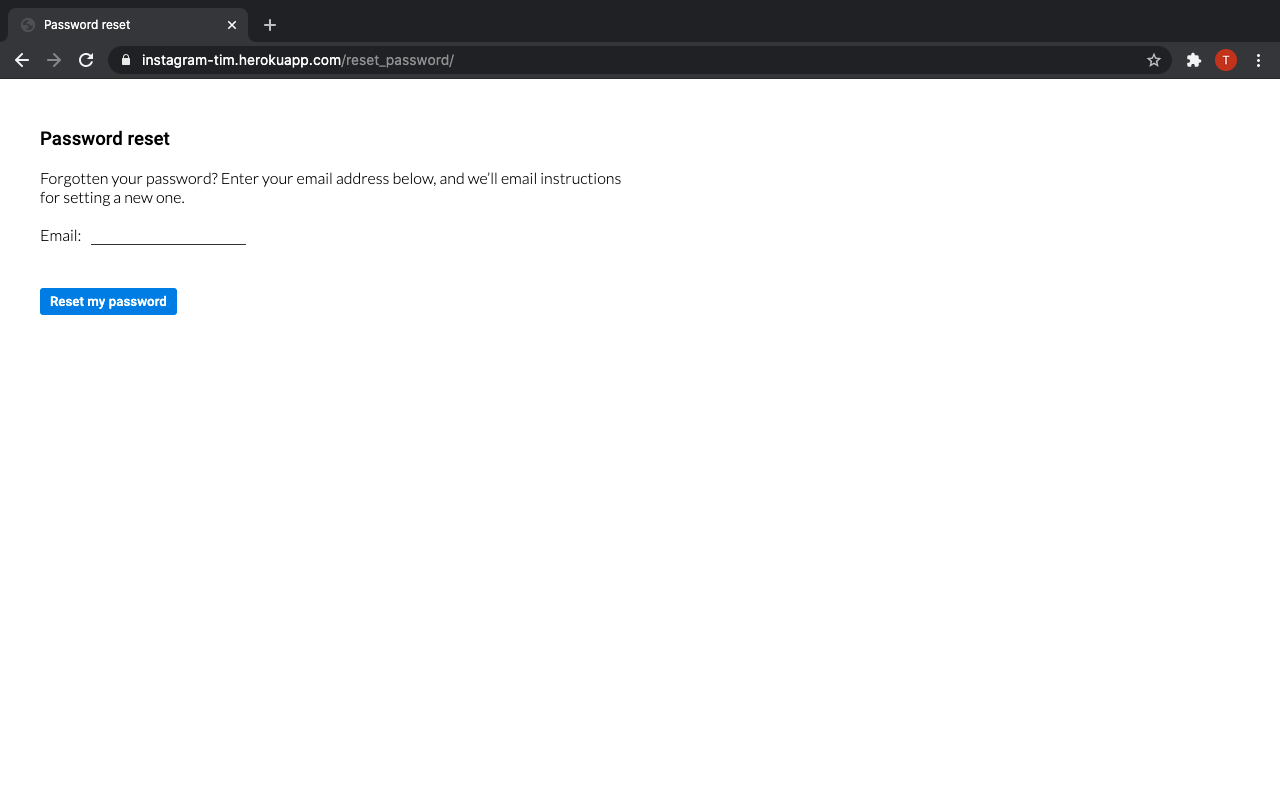 Password reset
instagram-tim.herokuapp.com/reset_password/
T
Password reset
Forgotten your password? Enter your email address below, and we'll email instructions
for setting a new one.
Email:
Reset my password